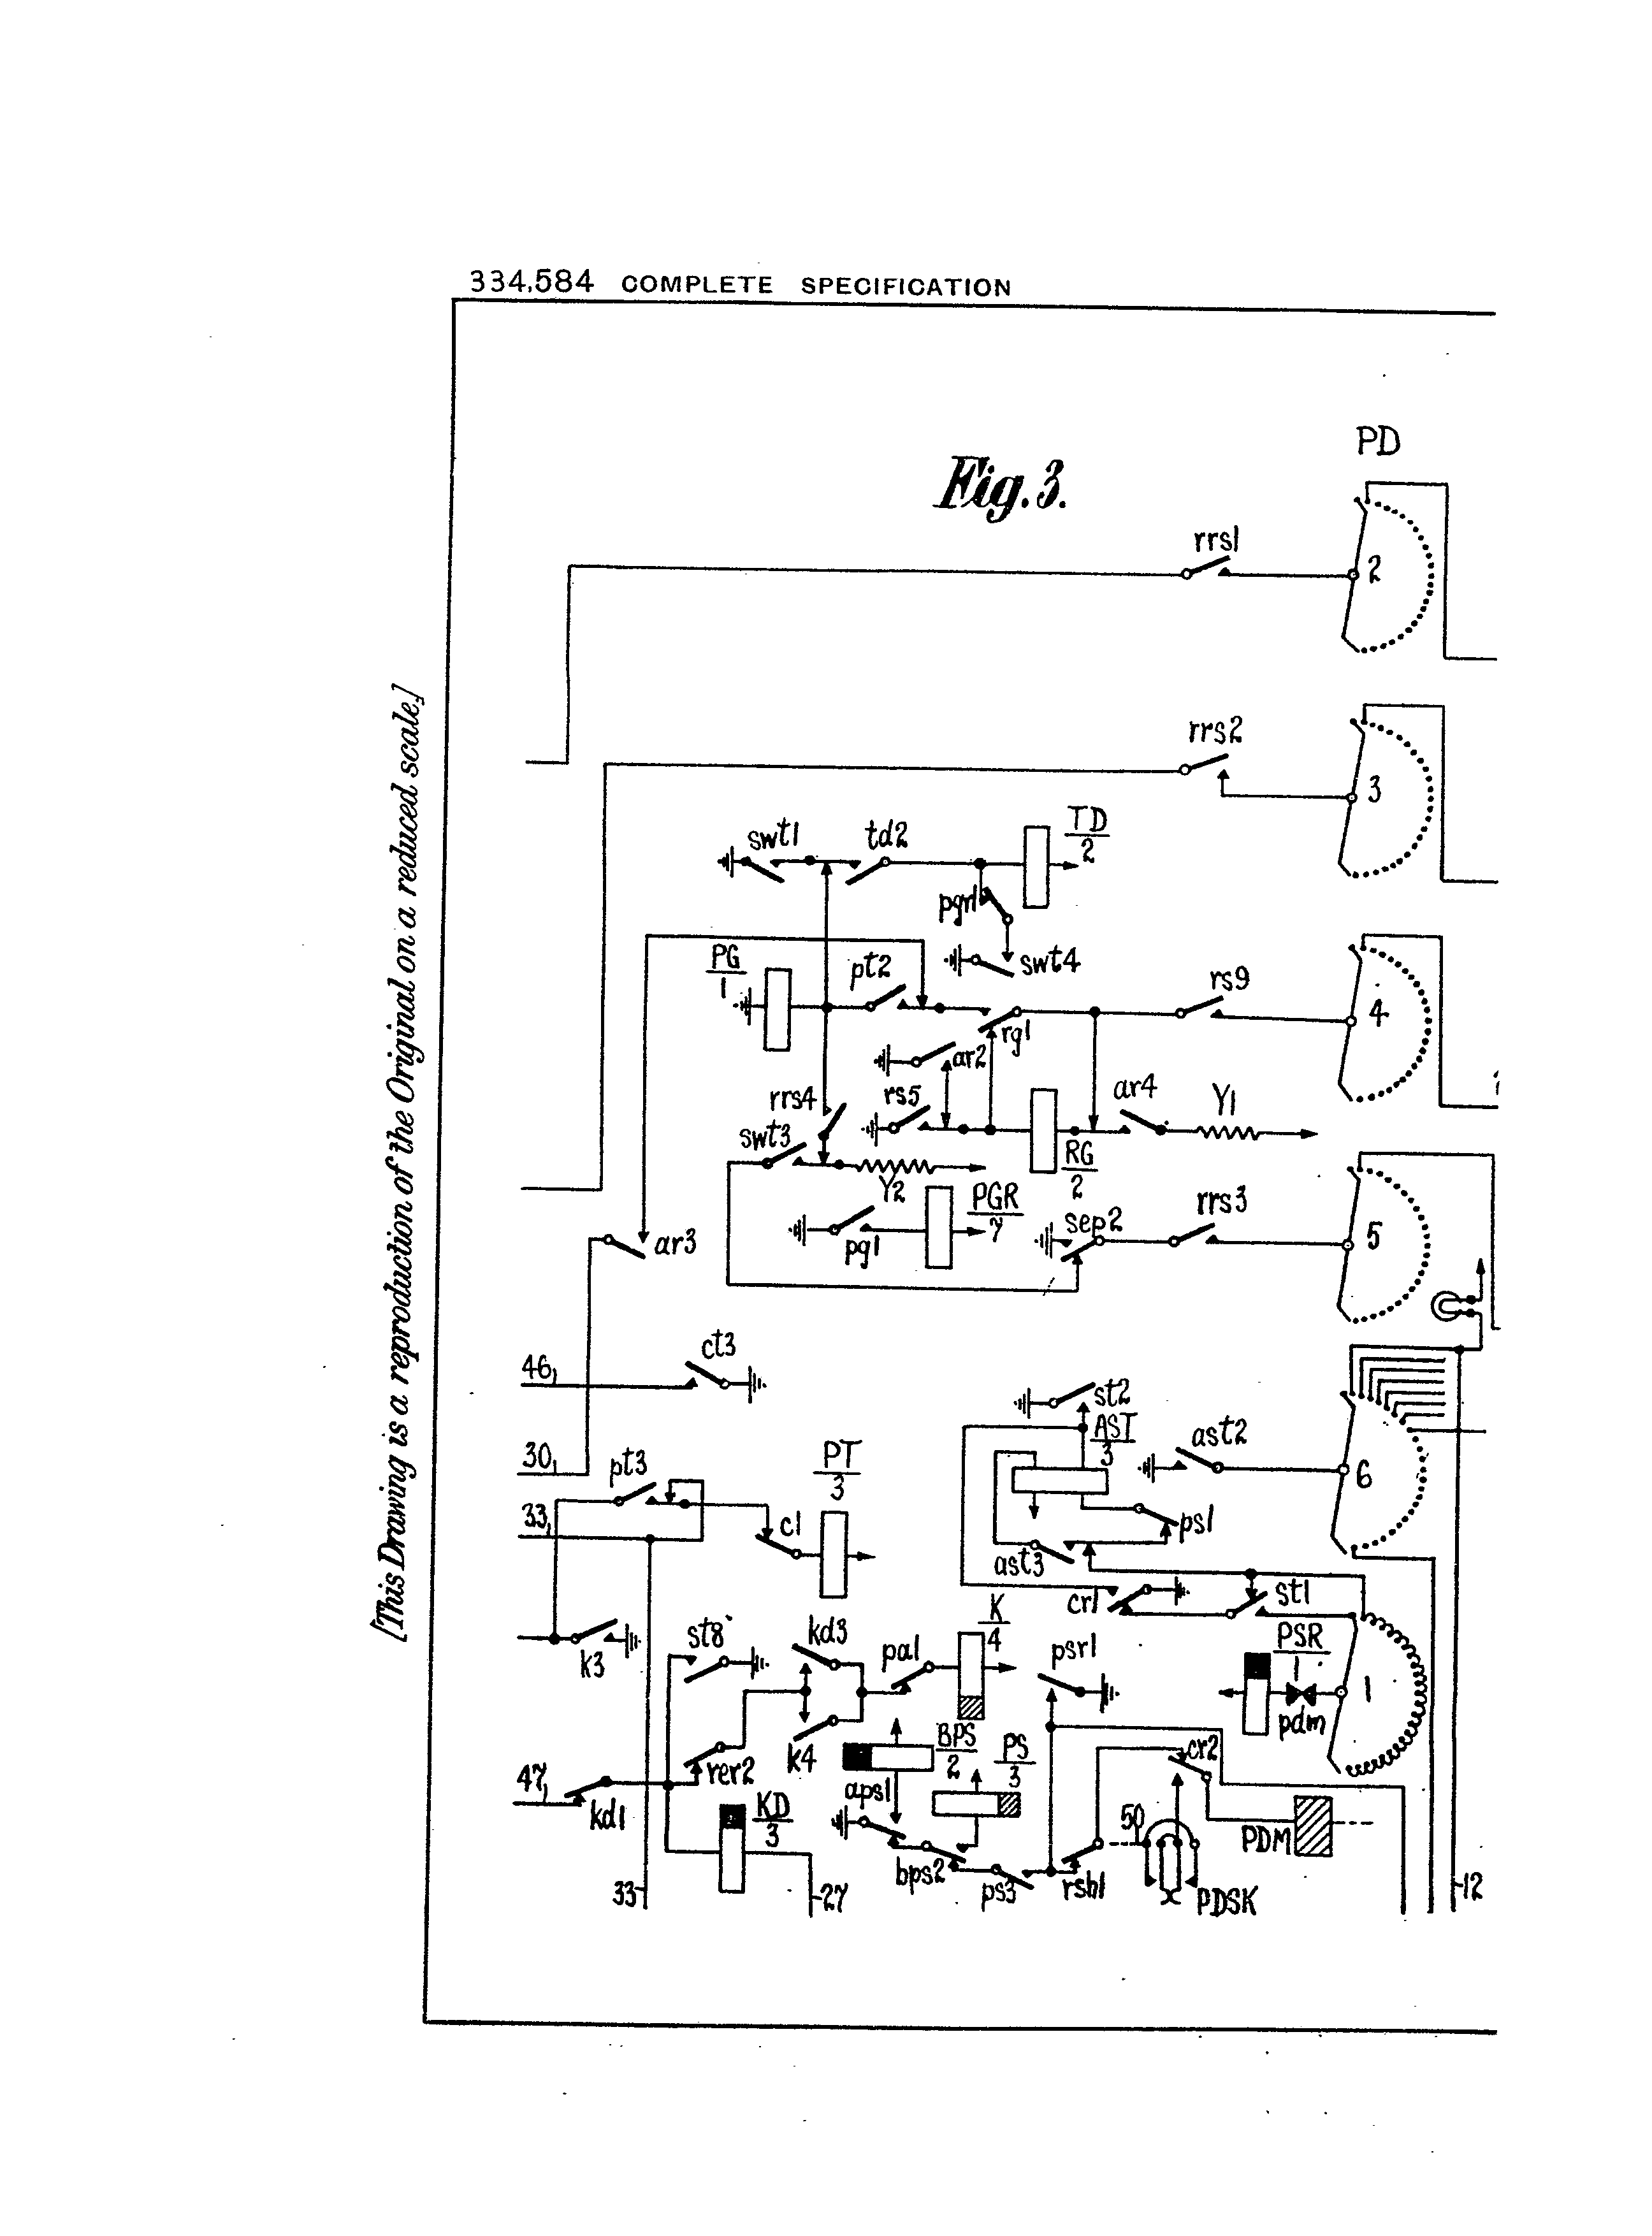 334,584 COMPLETE SPECIFICATION
[This Drawing is a reproduction of the Original on a reduced scale.]
Fig. 3.
PD
rrs1
2
rrs2
3
swt1
td2
TD
2
pgr1
swt4
PG
1
pt2
rg1
rs9
4
ar2
rrs4
rs5
ar4
Y1
swt3
Y2
RG
2
PGR
7
pg1
sep2
rrs3
5
ar3
ct3
46
st2
AST
3
ast2
6
30
pt3
PT
3
33
c1
ps1
ast3
cr1
st1
K
4
k3
st8
kd3
pa1
psr1
PSR
1
pdm
1
k4
BPS
2
PS
3
cr2
rer2
47
kd1
KD
3
aps1
bps2
ps3
rsh1
50
PDM
PDSK
33
27
12